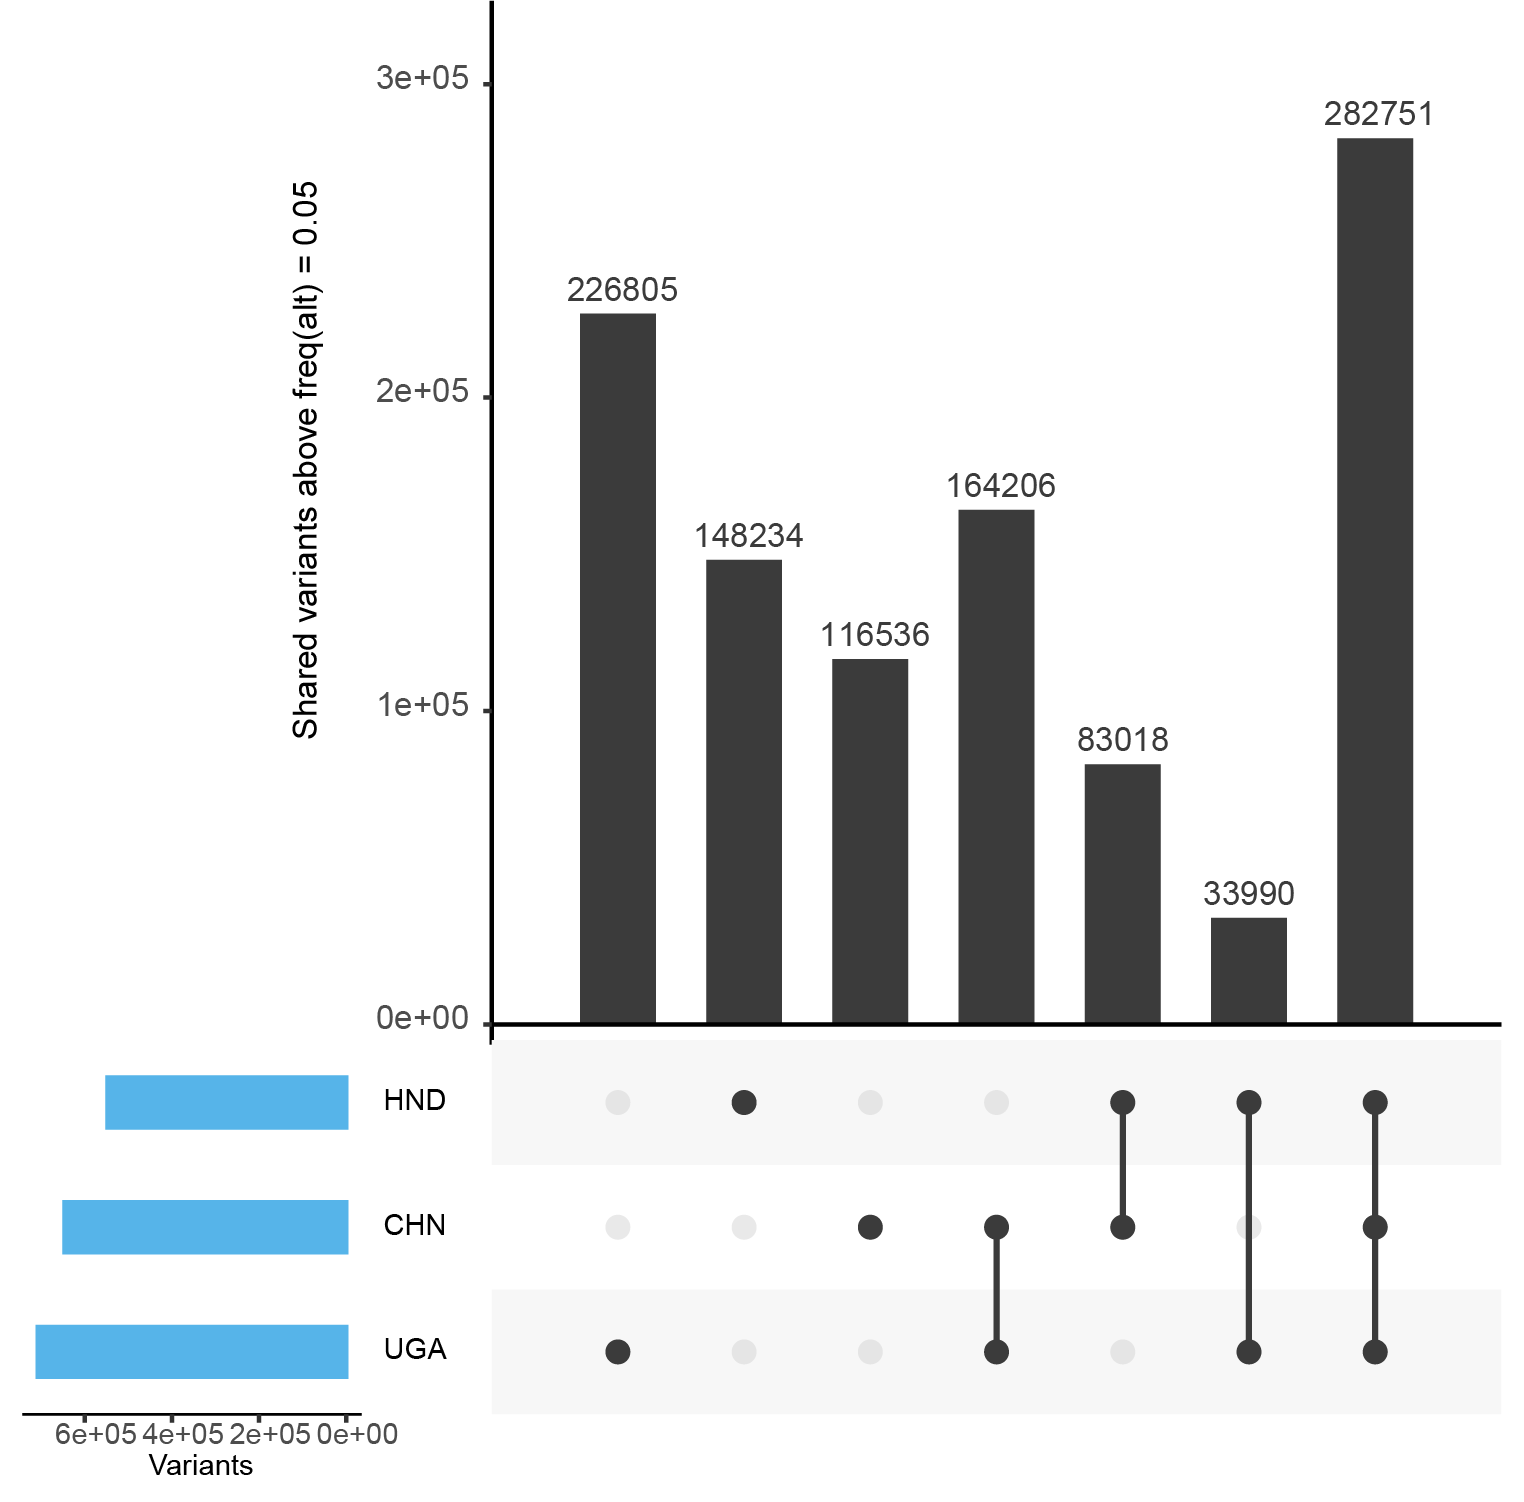 Shared variants above freq(alt) = 0.05
3e+05
2e+05
1e+05
0e+00
226805
148234
116536
164206
83018
33990
282751
HND
CHN
UGA
6e+05 4e+05 2e+05 0e+00
Variants